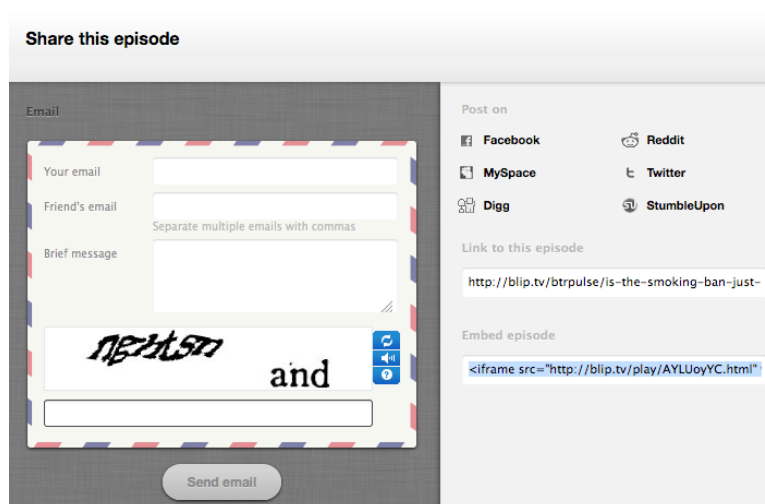 Share this episode
Email
Your email
Friend's email
Separate multiple emails with commas
Brief message
and
Send email
Post on
Facebook
Reddit
MySpace
Twitter
Digg
StumbleUpon
Link to this episode
http://blip.tv/btrpulse/is-the-smoking-ban-just-
Embed episode
<iframe src="http://blip.tv/play/AYLUoyYC.html"